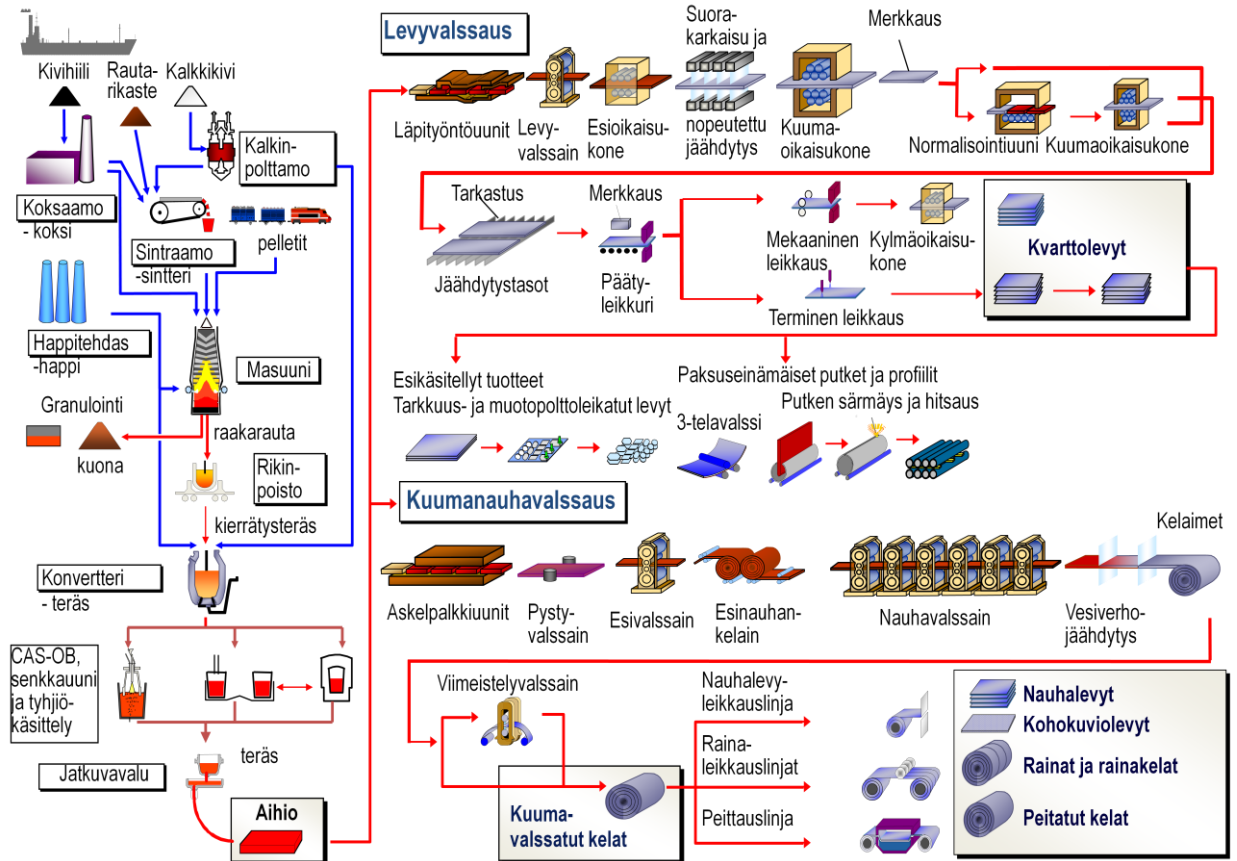 Kivihiili
Rauta-
rikaste
Kalkkikivi
Kalkin-
polttamo
Koksaamo
- koksi
Sintraamo
-sintteri
pelletit
Happitehdas
-happi
Masuuni
Granulointi
kuona
raakarauta
Rikin-
poisto
kierrätysteräs
Konvertteri
- teräs
CAS-OB,
senkkauuni
ja tyhjiö-
käsittely
teräs
Jatkuvavalu
Aihio
Levyvalssaus
Läpityöntöuunit
Levy-
valssain
Esioikaisu-
kone
Suora-
karkaisu ja
nopeutettu
jäähdytys
Kuuma-
oikaisukone
Merkkaus
Normalisointiuuni
Kuumaoikaisukone
Tarkastus
Jäähdytystasot
Merkkaus
Pääty-
leikkuri
Mekaaninen
leikkaus
Kylmäoikaisu-
kone
Terminen leikkaus
Kvarttolevyt
Esikäsitellyt tuotteet
Tarkkuus- ja muotopolttoleikatut levyt
Paksuseinämäiset putket ja profiilit
Putken särmäys ja hitsaus
3-telavalssi
Kuumanauhavalssaus
Askelpalkkiuunit
Pysty-
valssain
Esivalssain
Esinauhan-
kelain
Nauhavalssain
Vesiverho-
jäähdytys
Kelaimet
Viimeistelyvalssain
Kuuma-
valssatut kelat
Nauhalevy-
leikkauslinja
Raina-
leikkauslinjat
Peittauslinja
Nauhalevyt
Kohokuviolevyt
Rainat ja rainakelat
Peitatut kelat